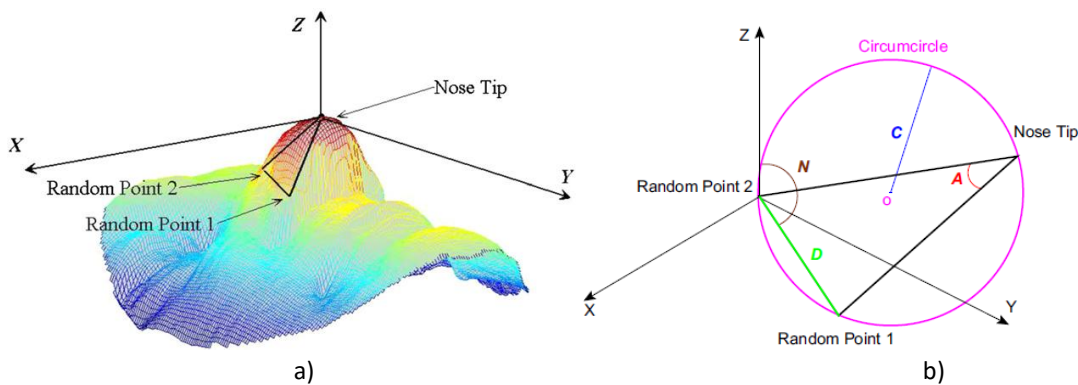 Z
Nose Tip
X
Random Point 2
Y
Random Point 1
a)
Z
Circumcircle
C
Nose Tip
N
A
Random Point 2
O
D
X
Y
Random Point 1
b)